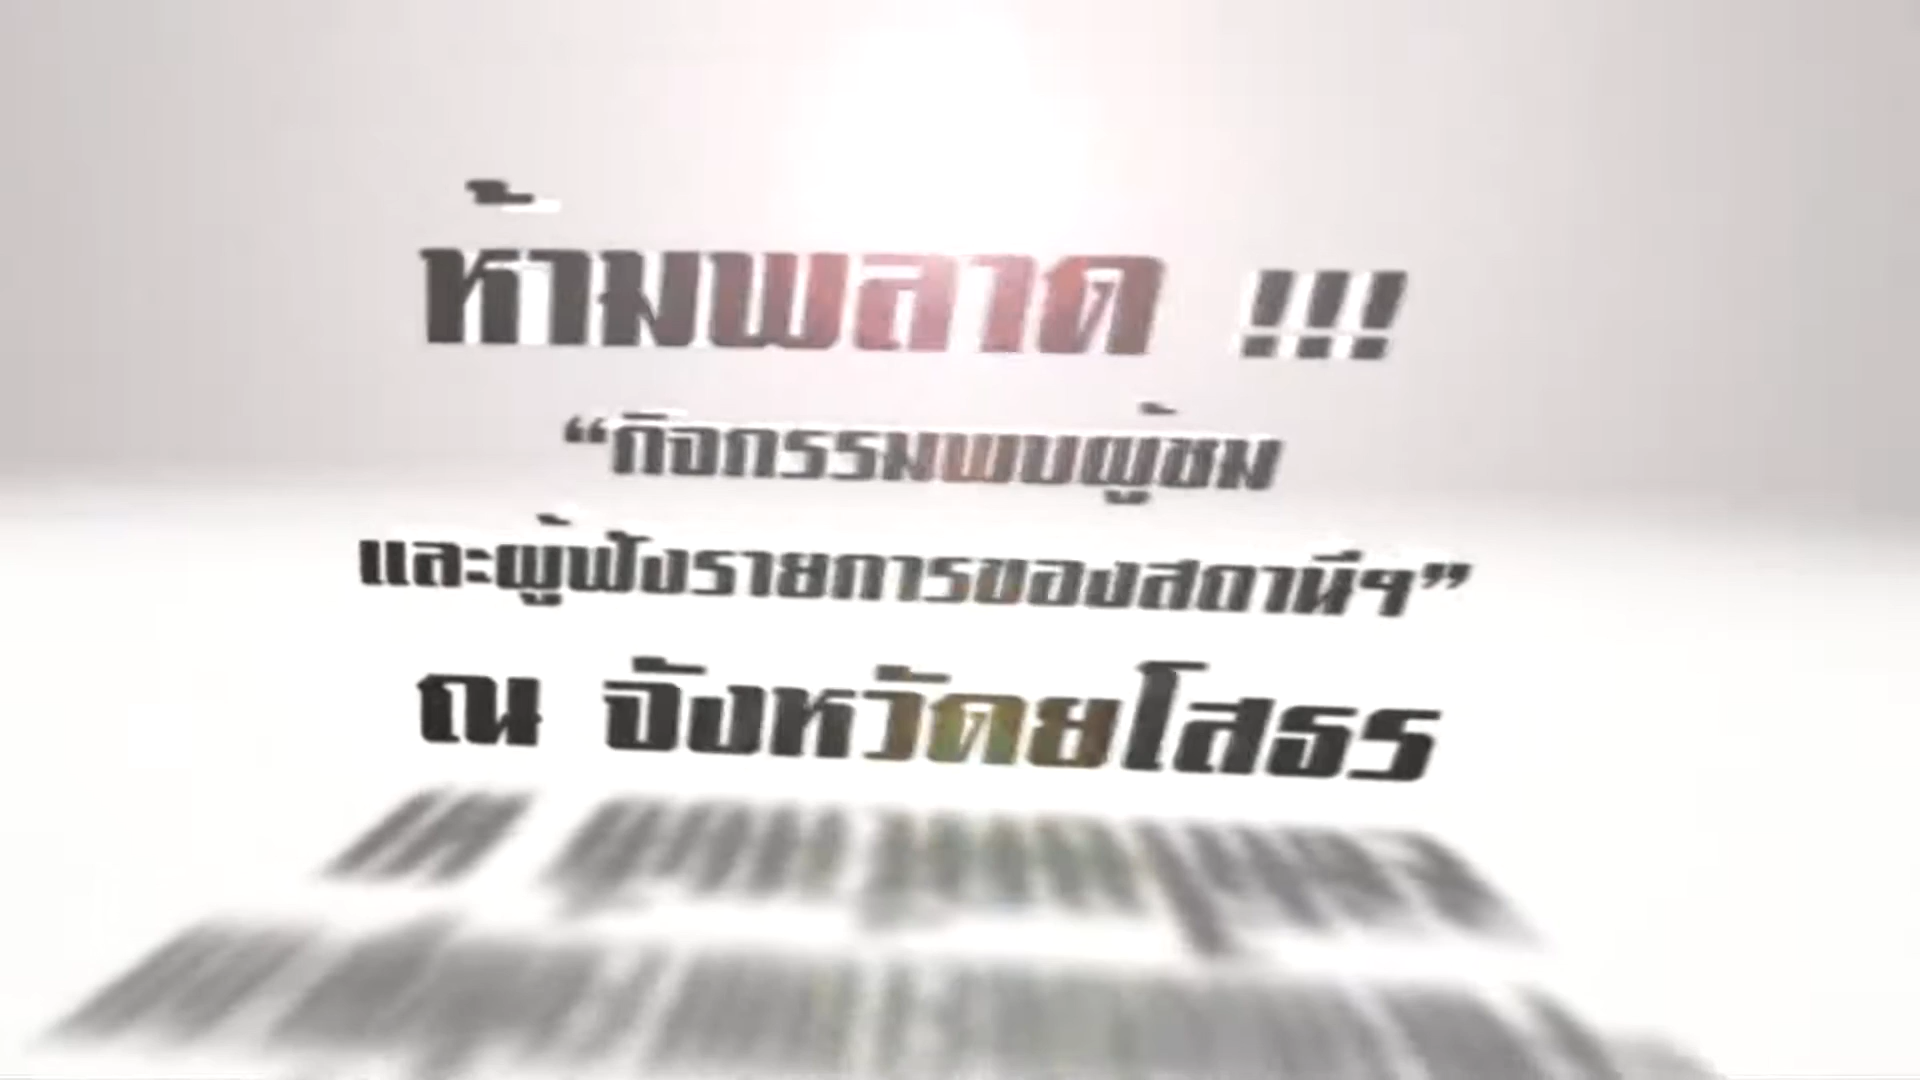 ห้ามพลาด !!!
“กิจกรรมพบผู้ชม
และผู้ฟังรายการของสถานีฯ”
ณ จังหวัดยโสธร